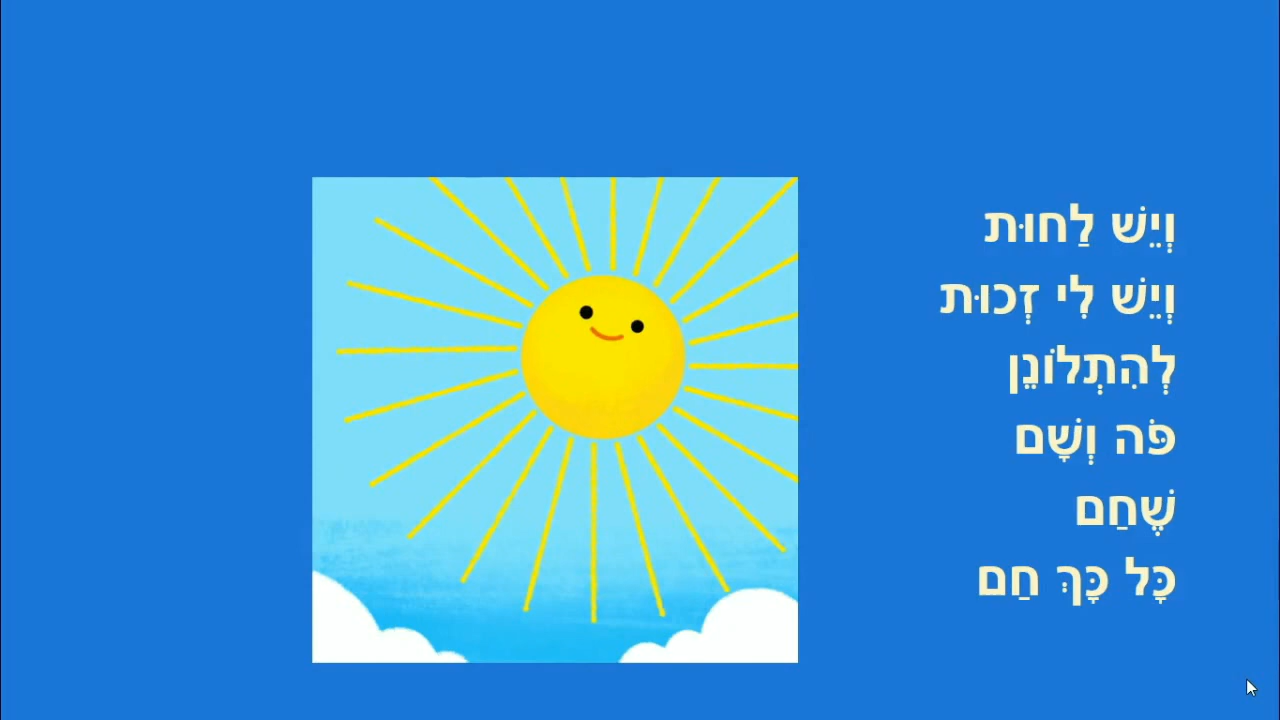 וְיֵשׁ לַחוּת
וְיֵשׁ לִי זְכוּת
לְהִתְלוֹנֵן
פֹּה וְשָׁם
שֶׁחַם
כָּל כָּךְ חַם